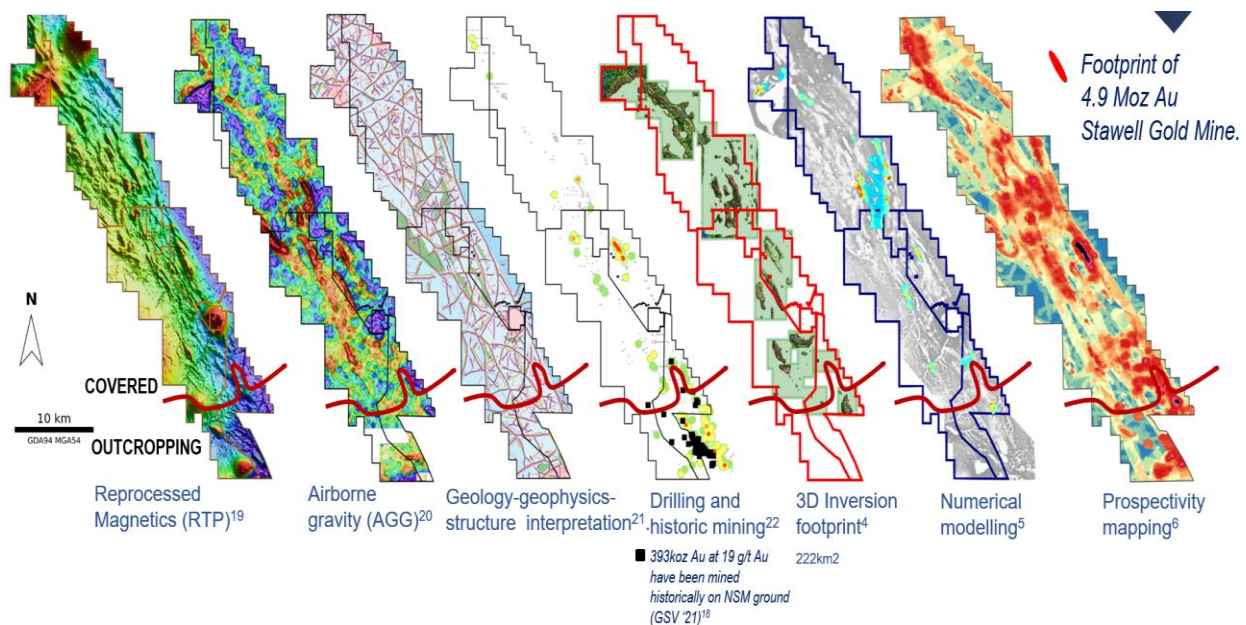 Footprint of
4.9 Moz Au
Stawell Gold Mine.
N
COVERED
10 km
GDA94 MGA54
OUTCROPPING
Reprocessed
Magnetics (RTP)19
Airborne
gravity (AGG)20
Geology-geophysics-
structure interpretation21
Drilling and
historic mining22
393koz Au at 19 g/t Au
have been mined
historically on NSM ground
(GSV '21)18
3D Inversion
footprint4
222km2
Numerical
modelling5
Prospectivity
mapping6